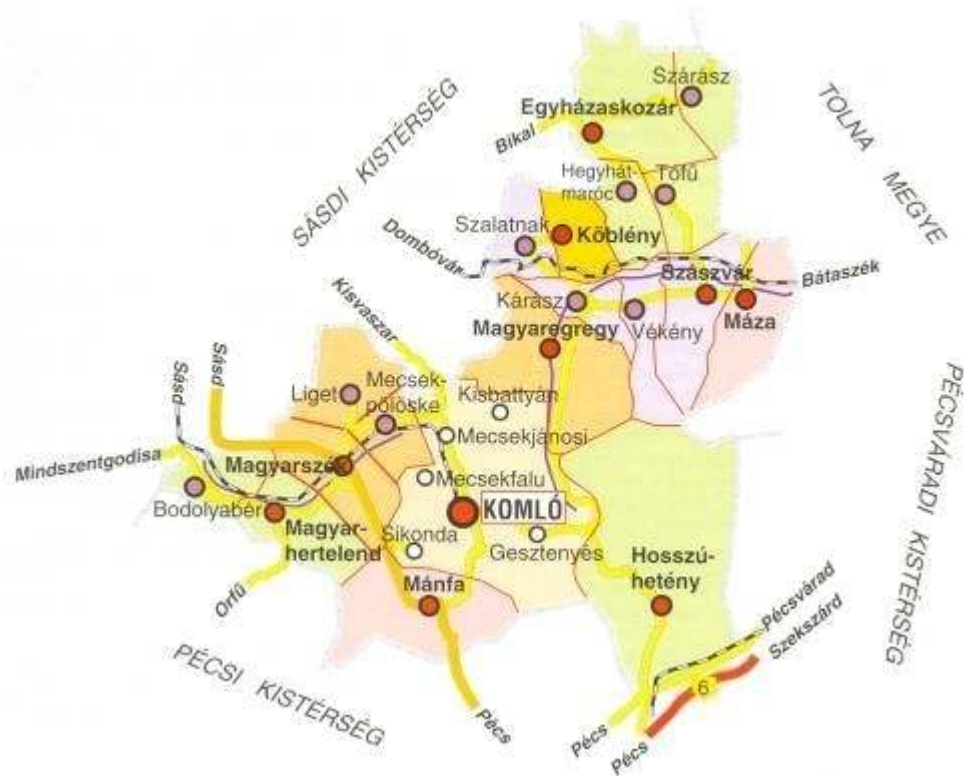 Szárász
Egyházaskozár
Bikal
TOLNA MEGYE
SÁSDI KISTÉRSÉG
Hegyhát-
maróc
Tófű
Szalatnak
Köblény
Dombóvár
Szászvár
Bátaszék
Kárász
Vékény
Máza
Magyaregregy
Kisvaszar
Sásd
Sásd
Liget
Mecsek-
pölöske
Kisbattyán
Mecsekjánosi
Mindszentgodisa
Magyarszék
Mecsekfalu
Bodolyabér
KOMLÓ
Magyar-
hertelend
Sikonda
Gesztenyés
Hosszú-
hetény
PÉCSVÁRADI KISTÉRSÉG
Mánfa
Orfű
Pécsvárad
Szekszárd
PÉCSI KISTÉRSÉG
6
Pécs
Pécs
Pécs